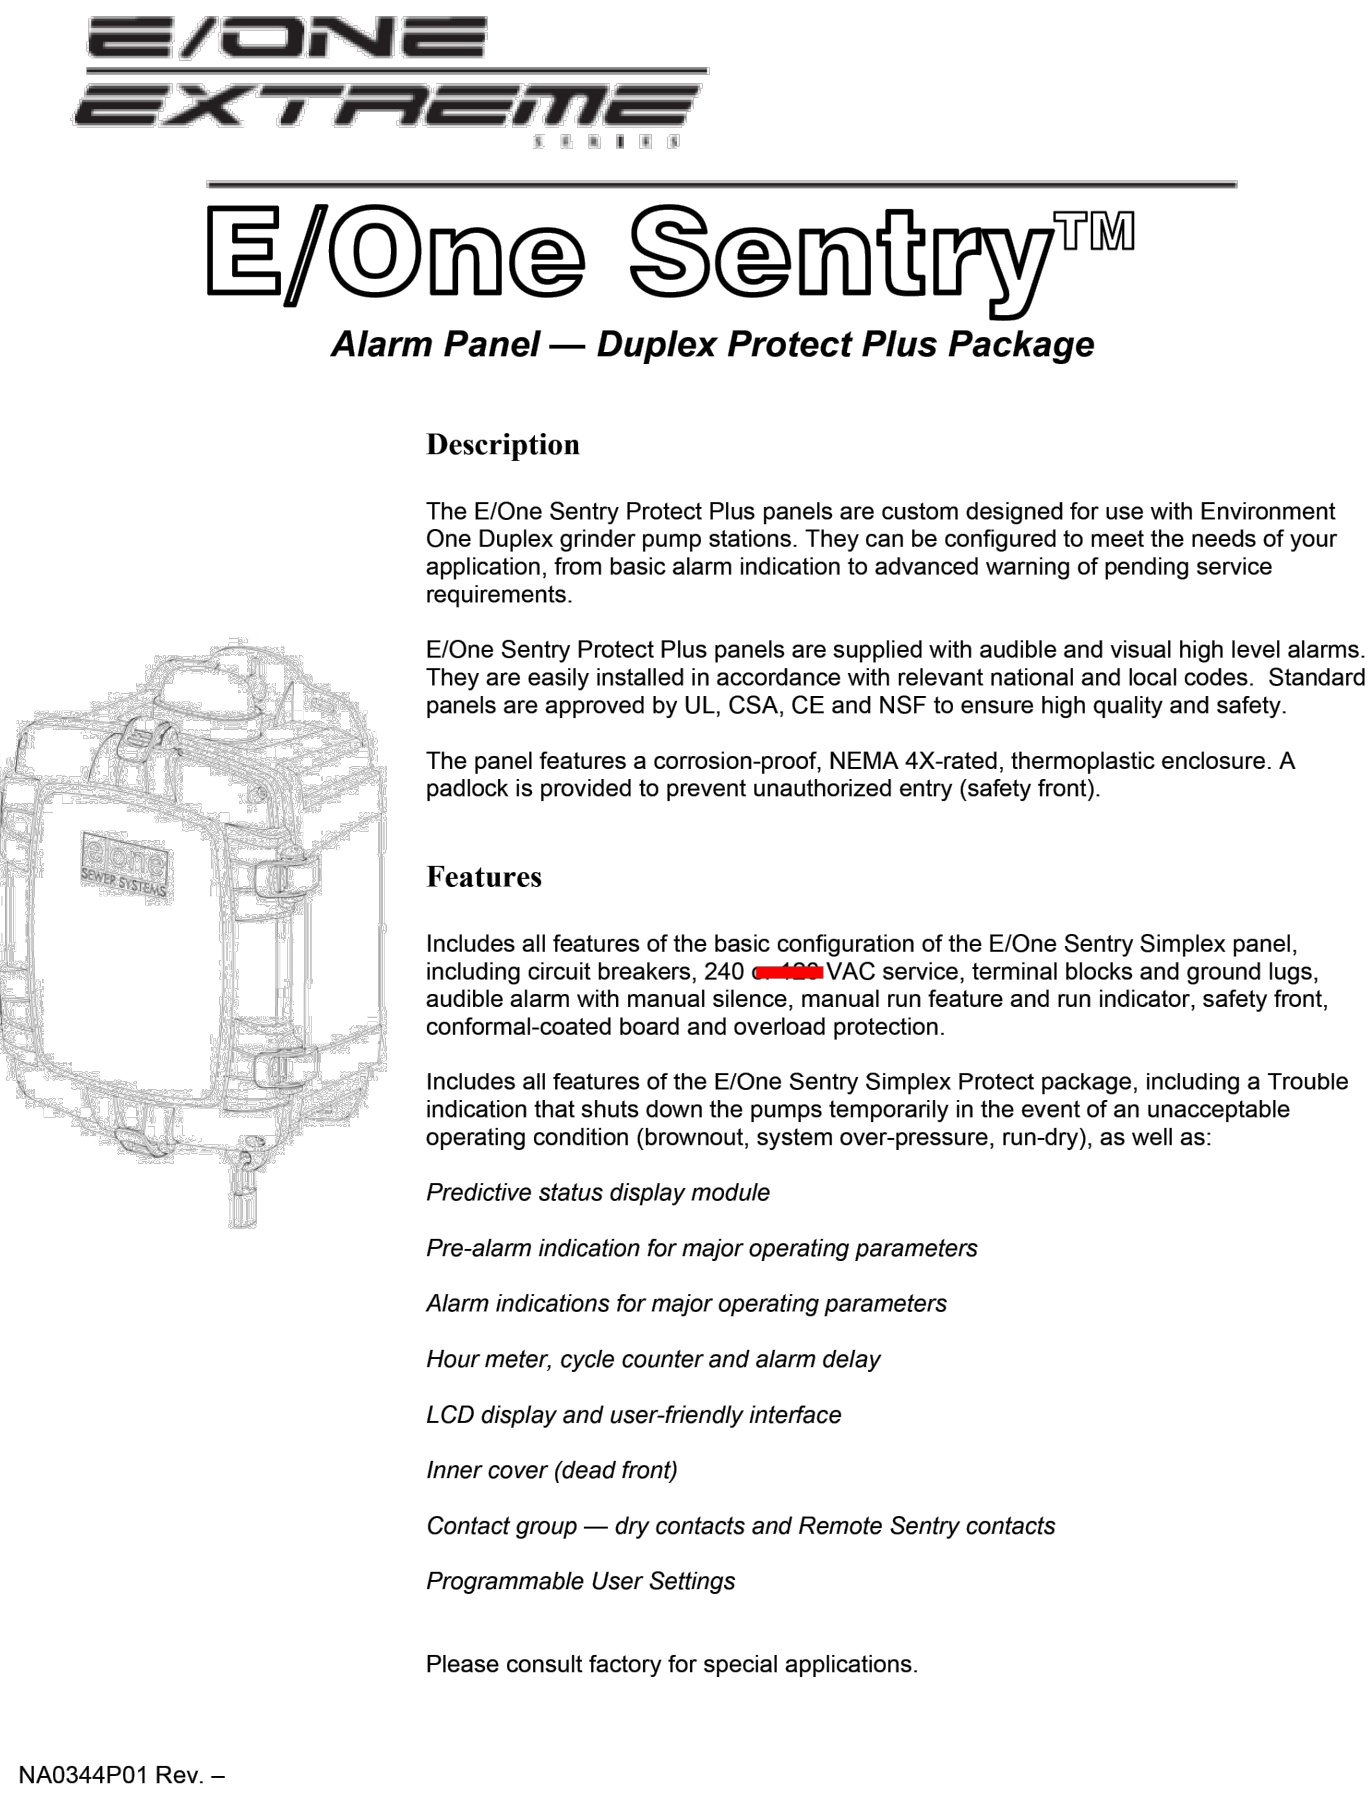 E/ONE
EXTREME
SERIES
E/One Sentry™
Alarm Panel — Duplex Protect Plus Package
Description
The E/One Sentry Protect Plus panels are custom designed for use with Environment
One Duplex grinder pump stations. They can be configured to meet the needs of your
application, from basic alarm indication to advanced warning of pending service
requirements.
E/One Sentry Protect Plus panels are supplied with audible and visual high level alarms.
They are easily installed in accordance with relevant national and local codes.  Standard
panels are approved by UL, CSA, CE and NSF to ensure high quality and safety.
The panel features a corrosion-proof, NEMA 4X-rated, thermoplastic enclosure. A
padlock is provided to prevent unauthorized entry (safety front).
e|one
SEWER SYSTEMS
Features
Includes all features of the basic configuration of the E/One Sentry Simplex panel,
including circuit breakers, 240 or 120 VAC service, terminal blocks and ground lugs,
audible alarm with manual silence, manual run feature and run indicator, safety front,
conformal-coated board and overload protection.
Includes all features of the E/One Sentry Simplex Protect package, including a Trouble
indication that shuts down the pumps temporarily in the event of an unacceptable
operating condition (brownout, system over-pressure, run-dry), as well as:
Predictive status display module
Pre-alarm indication for major operating parameters
Alarm indications for major operating parameters
Hour meter, cycle counter and alarm delay
LCD display and user-friendly interface
Inner cover (dead front)
Contact group — dry contacts and Remote Sentry contacts
Programmable User Settings
Please consult factory for special applications.
NA0344P01 Rev. –